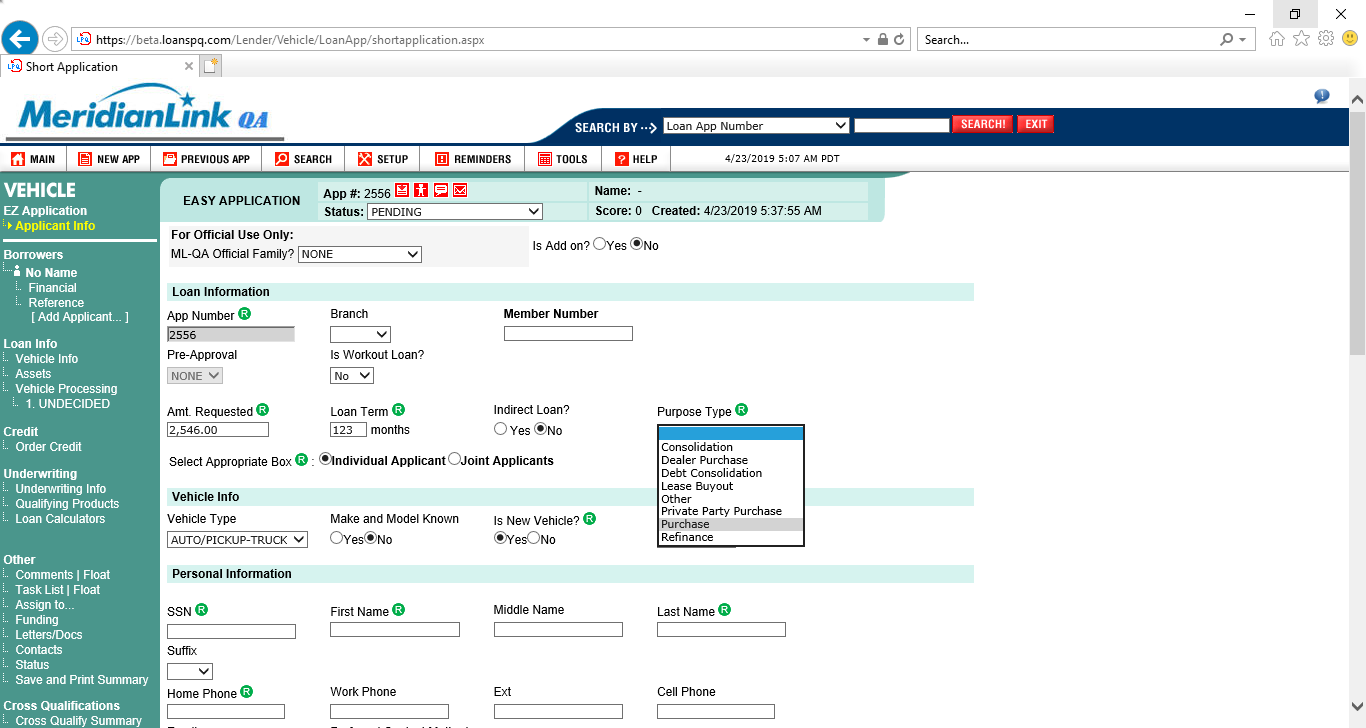 https://beta.loanspq.com/Lender/Vehicle/LoanApp/shortapplication.aspx
Search...
Short Application
MeridianLink QA
SEARCH BY ··> Loan App Number SEARCH! EXIT
MAIN NEW APP PREVIOUS APP SEARCH SETUP REMINDERS TOOLS HELP 4/23/2019 5:07 AM PDT
VEHICLE
EZ Application
Applicant Info
Borrowers
No Name
Financial
Reference
[ Add Applicant... ]
Loan Info
Vehicle Info
Assets
Vehicle Processing
1. UNDECIDED
Credit
Order Credit
Underwriting
Underwriting Info
Qualifying Products
Loan Calculators
Other
Comments | Float
Task List | Float
Assign to...
Funding
Letters/Docs
Contacts
Status
Save and Print Summary
Cross Qualifications
Cross Qualify Summary
EASY APPLICATION
App #: 2556
Name: -
Status: PENDING
Score: 0 Created: 4/23/2019 5:37:55 AM
For Official Use Only:
ML-QA Official Family? NONE
Is Add on? Yes No
Loan Information
App Number R Branch Member Number
2556
Pre-Approval Is Workout Loan?
NONE No
Amt. Requested R Loan Term R Indirect Loan? Purpose Type R
2,546.00 123 months Yes No
Consolidation
Dealer Purchase
Debt Consolidation
Lease Buyout
Other
Private Party Purchase
Purchase
Refinance
Select Appropriate Box R : Individual Applicant Joint Applicants
Vehicle Info
Vehicle Type Make and Model Known Is New Vehicle? R
AUTO/PICKUP-TRUCK Yes No Yes No
Personal Information
SSN R First Name R Middle Name Last Name R
Suffix
Home Phone R Work Phone Ext Cell Phone